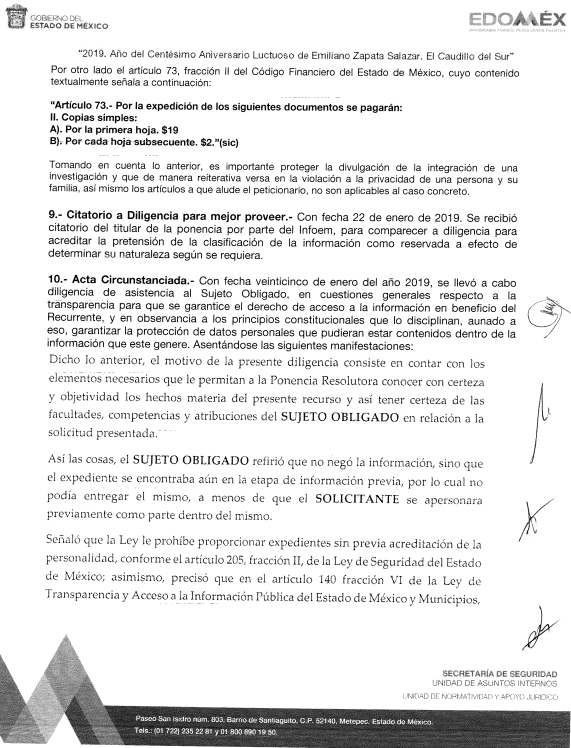 GOBIERNO DEL
ESTADO DE MÉXICO
EDOMÉX
"2019. Año del Centésimo Aniversario Luctuoso de Emiliano Zapata Salazar. El Caudillo del Sur"
Por otro lado el artículo 73, fracción II del Código Financiero del Estado de México, cuyo contenido
textualmente señala a continuación:
"Artículo 73.- Por la expedición de los siguientes documentos se pagarán:
II. Copias simples:
A). Por la primera hoja. $19
B). Por cada hoja subsecuente. $2."(sic)
Tomando en cuenta lo anterior, es importante proteger la divulgación de la integración de una
investigación y que de manera reiterativa versa en la violación a la privacidad de una persona y su
familia, así mismo los artículos a que alude el peticionario, no son aplicables al caso concreto.
9.- Citatorio a Diligencia para mejor proveer.- Con fecha 22 de enero de 2019. Se recibió
citatorio del titular de la ponencia por parte del Infoem, para comparecer a diligencia para
acreditar la pretensión de la clasificación de la información como reservada a efecto de
determinar su naturaleza según se requiera.
10.- Acta Circunstanciada.- Con fecha veinticinco de enero del año 2019, se llevó a cabo
diligencia de asistencia al Sujeto Obligado, en cuestiones generales respecto a la
transparencia para que se garantice el derecho de acceso a la información en beneficio del
Recurrente, y en observancia a los principios constitucionales que lo disciplinan, aunado a
eso, garantizar la protección de datos personales que pudieran estar contenidos dentro de la
información que este genere. Asentándose las siguientes manifestaciones:
Dicho lo anterior, el motivo de la presente diligencia consiste en contar con los
elementos necesarios que le permitan a la Ponencia Resolutora conocer con certeza
y objetividad los hechos materia del presente recurso y así tener certeza de las
facultades, competencias y atribuciones del SUJETO OBLIGADO en relación a la
solicitud presentada.
Así las cosas, el SUJETO OBLIGADO refirió que no negó la información, sino que
el expediente se encontraba aún en la etapa de información previa, por lo cual no
podía entregar el mismo, a menos de que el SOLICITANTE se apersonara
previamente como parte dentro del mismo.
Señaló que la Ley le prohíbe proporcionar expedientes sin previa acreditación de la
personalidad, conforme el artículo 205, fracción II, de la Ley de Seguridad del Estado
de México; asimismo, precisó que en el artículo 140 fracción VI de la Ley de
Transparencia y Acceso a la Información Pública del Estado de México y Municipios,
SECRETARÍA DE SEGURIDAD
UNIDAD DE ASUNTOS INTERNOS
UNIDAD DE NORMATIVIDAD Y APOYO JURÍDICO
Paseo San Isidro núm. 803, Barrio de Santiaguito, C.P. 52140, Metepec. Estado de México.
Tels.: (01 722) 235 22 81 y 01 800 890 19 50.